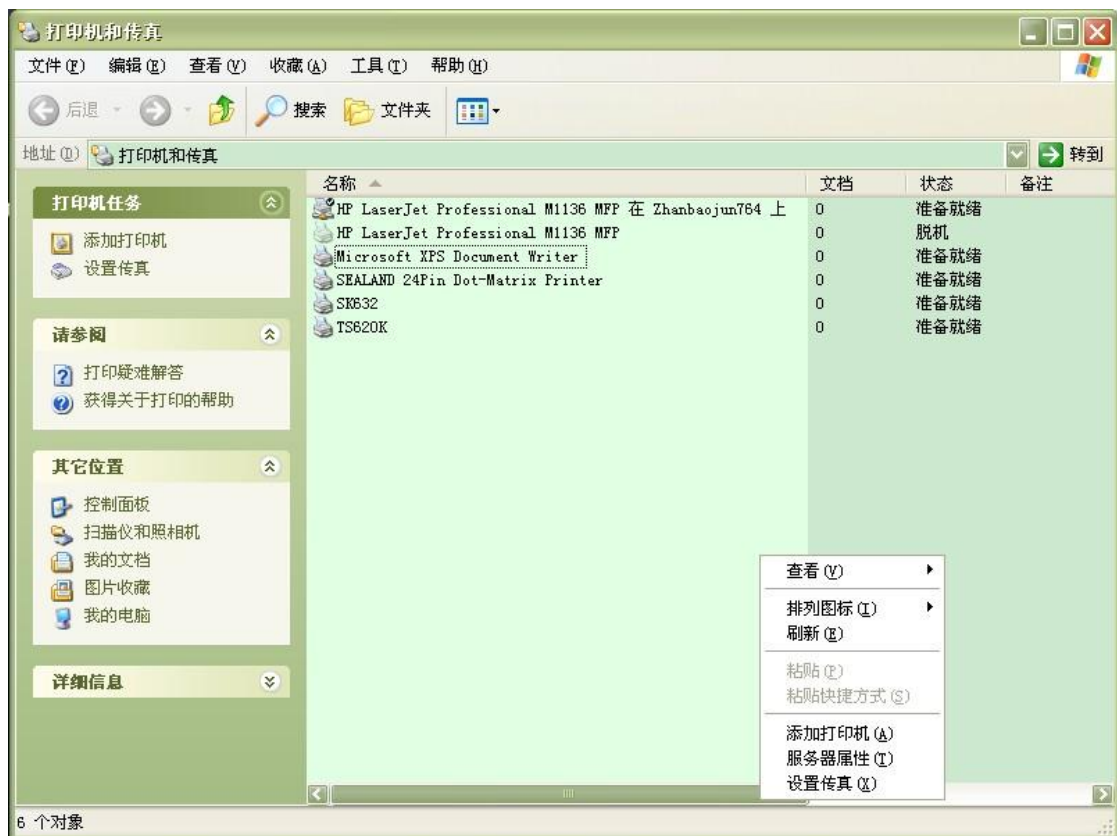 打印机和传真
文件(F) 编辑(E) 查看(V) 收藏(A) 工具(T) 帮助(H)
后退 搜索 文件夹
地址(D) 打印机和传真 转到
打印机任务
添加打印机
设置传真
请参阅
打印疑难解答
获得关于打印的帮助
其它位置
控制面板
扫描仪和照相机
我的文档
图片收藏
我的电脑
详细信息
名称 文档 状态 备注
HP LaserJet Professional M1136 MFP 在 Zhanbaojun764 上 0 准备就绪
HP LaserJet Professional M1136 MFP 0 脱机
Microsoft XPS Document Writer 0 准备就绪
SEALAND 24Pin Dot-Matrix Printer 0 准备就绪
SK632 0 准备就绪
TS620K 0 准备就绪
查看(V)
排列图标(I)
刷新(E)
粘贴(P)
粘贴快捷方式(S)
添加打印机(A)
服务器属性(T)
设置传真(X)
6 个对象